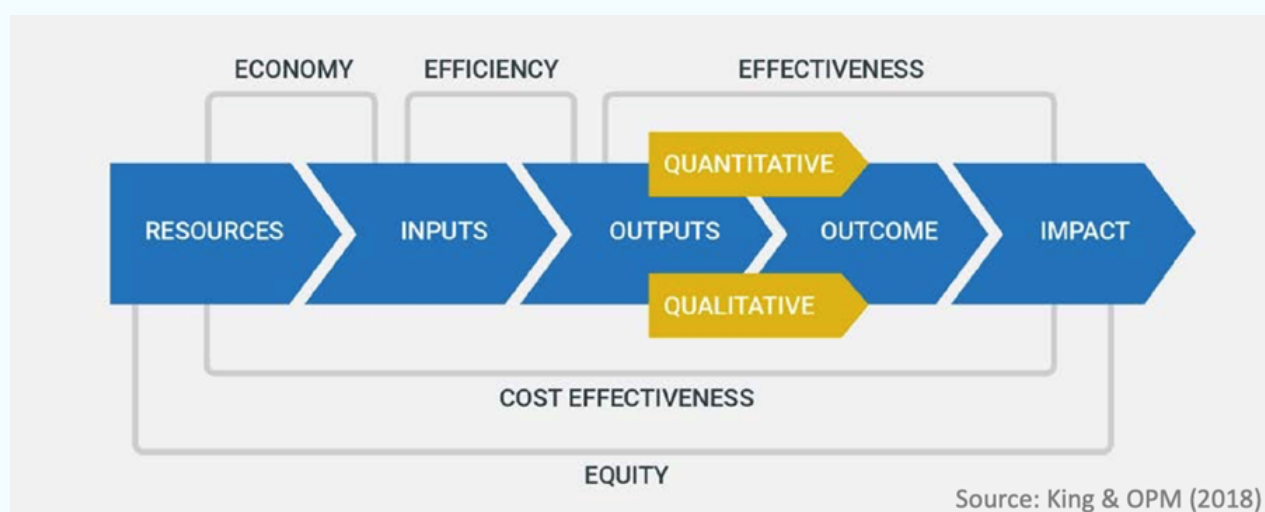 ECONOMY EFFICIENCY EFFECTIVENESS
QUANTITATIVE
RESOURCES INPUTS OUTPUTS OUTCOME IMPACT
QUALITATIVE
COST EFFECTIVENESS
EQUITY
Source: King & OPM (2018)